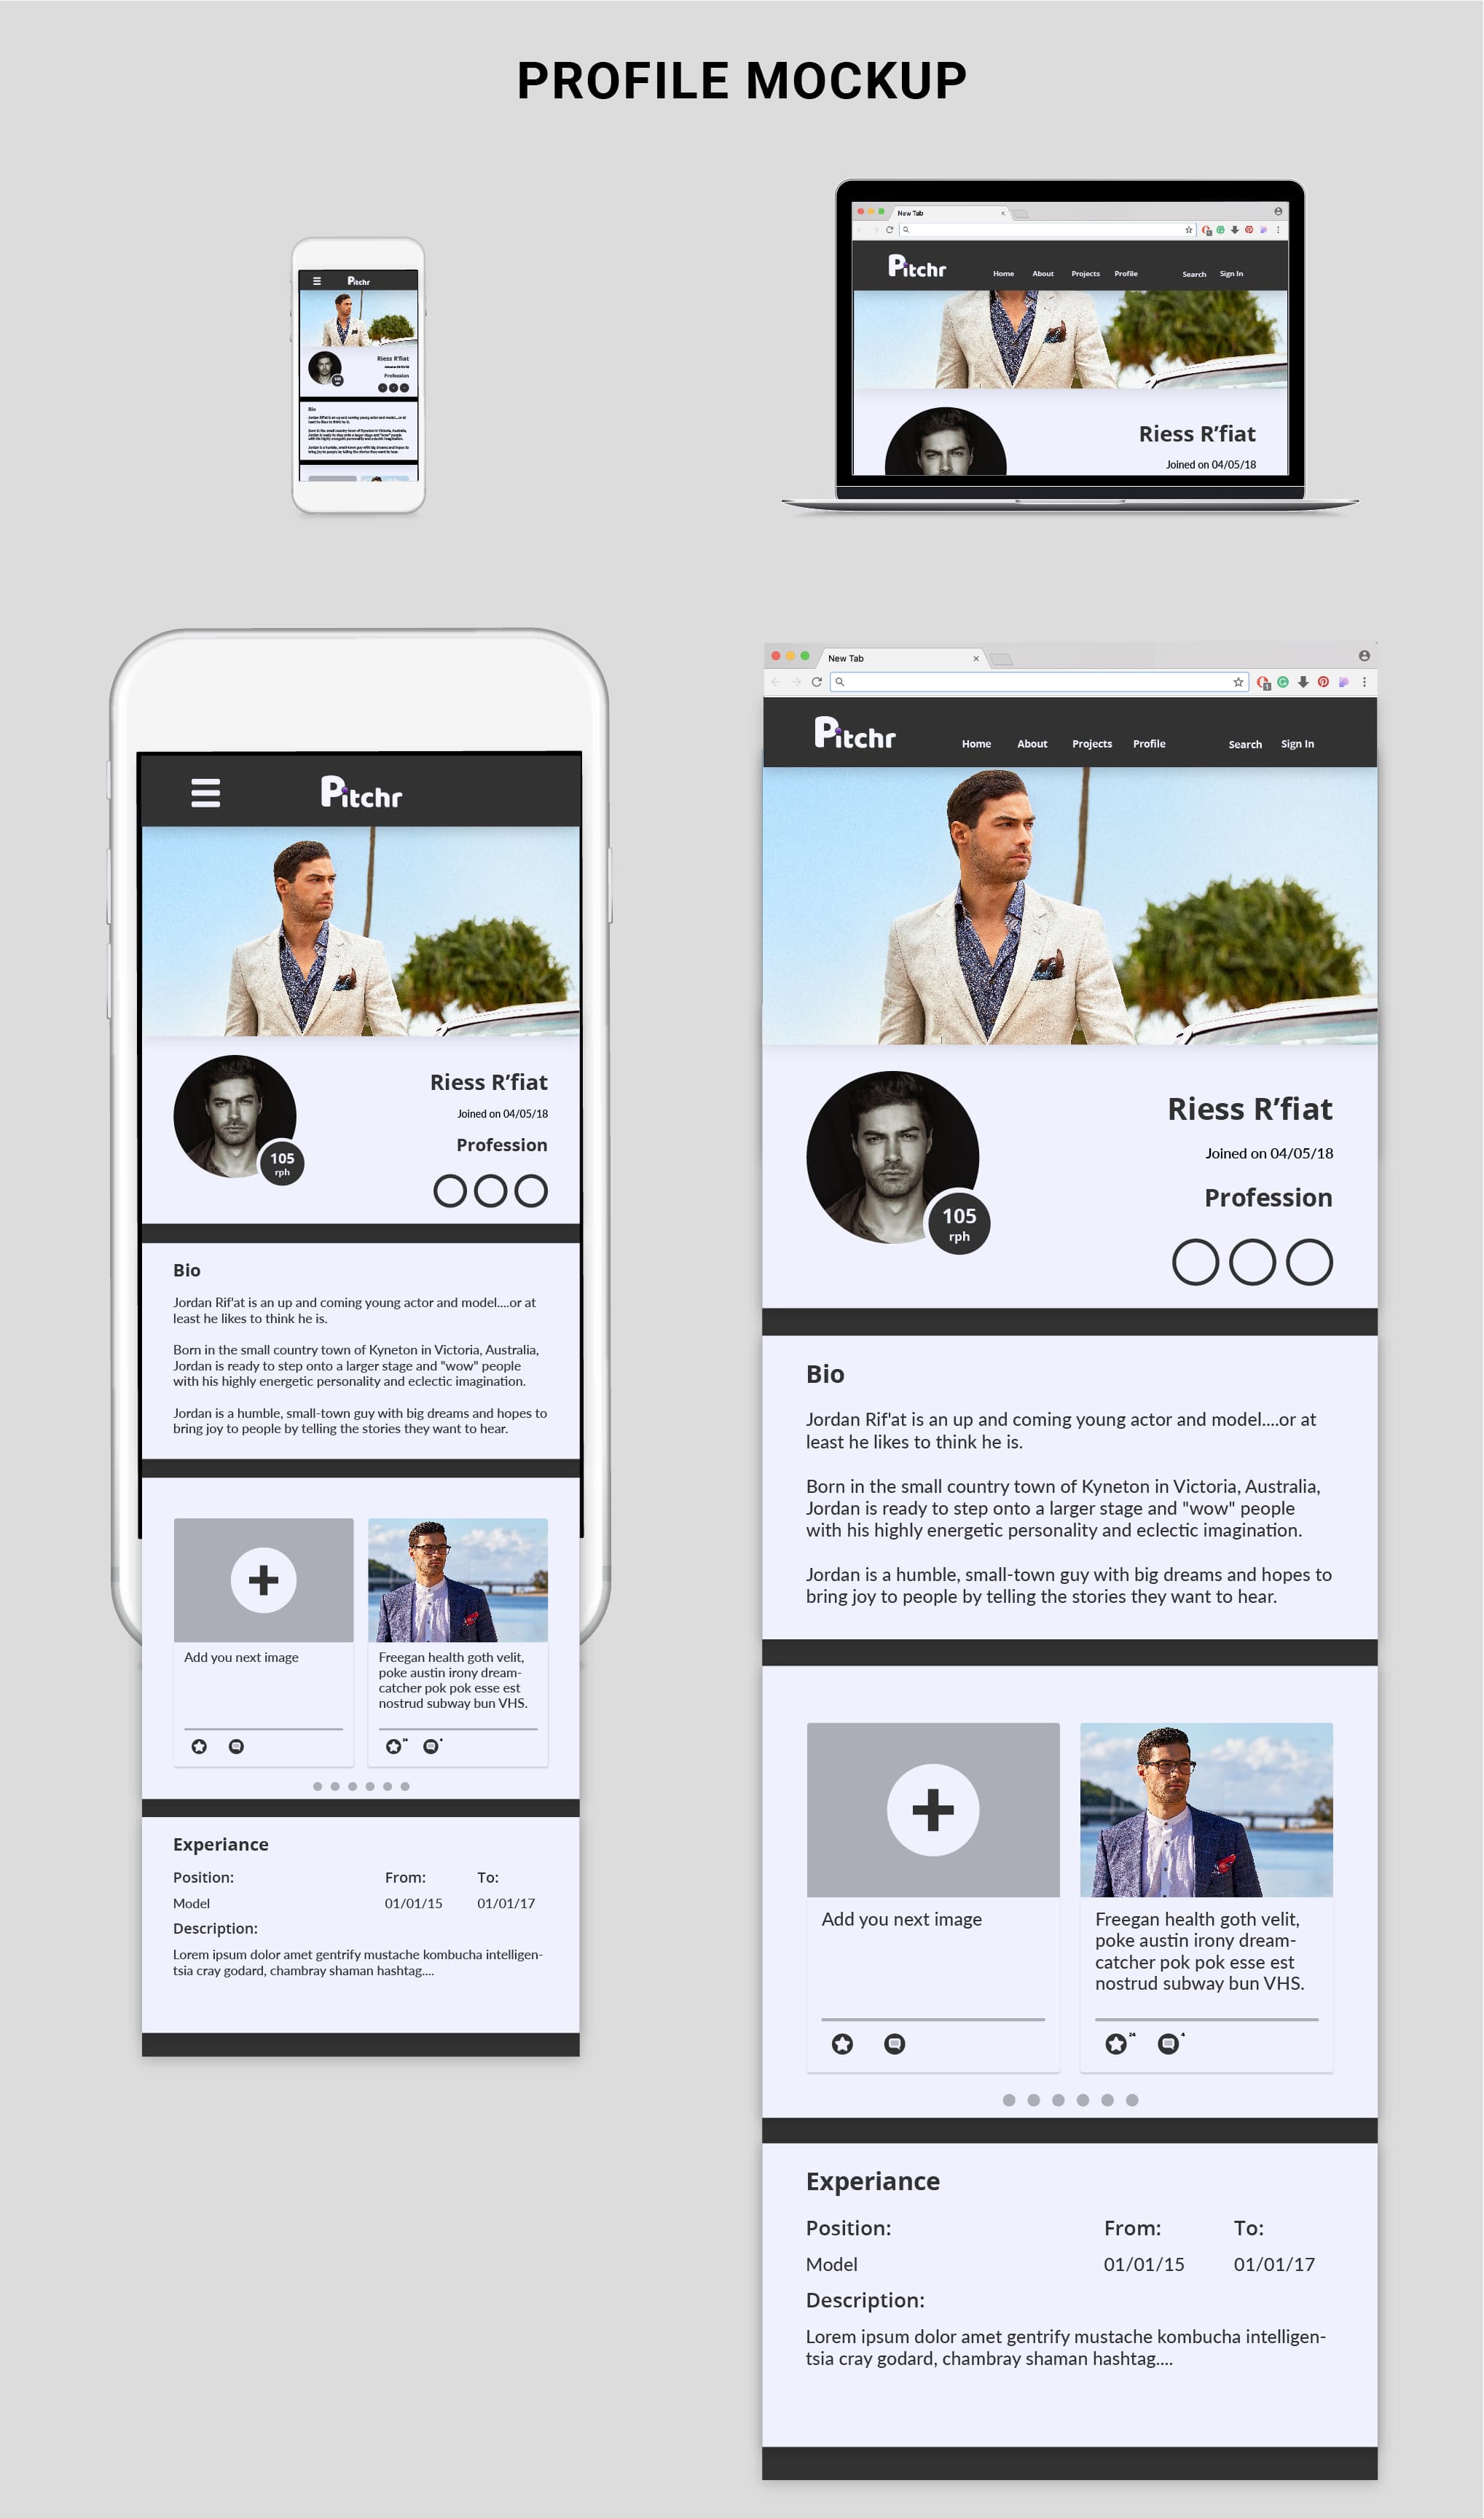 PROFILE MOCKUP
Pitchr
Riess R'fiat
Profession
Bio
New Tab
Pitchr
Home About Projects Profile Search Sign In
Riess R’fiat
Joined on 04/05/18
Pitchr
Riess R’fiat
Joined on 04/05/18
Profession
105
rph
Bio
Jordan Rif'at is an up and coming young actor and model....or at
least he likes to think he is.
Born in the small country town of Kyneton in Victoria, Australia,
Jordan is ready to step onto a larger stage and "wow" people
with his highly energetic personality and eclectic imagination.
Jordan is a humble, small-town guy with big dreams and hopes to
bring joy to people by telling the stories they want to hear.
Add you next image
Freegan health goth velit,
poke austin irony dream-
catcher pok pok esse est
nostrud subway bun VHS.
24 4
Experiance
Position: From: To:
Model 01/01/15 01/01/17
Description:
Lorem ipsum dolor amet gentrify mustache kombucha intelligen-
tsia cray godard, chambray shaman hashtag....
New Tab
1
Pitchr
Home About Projects Profile Search Sign In
Riess R’fiat
Joined on 04/05/18
Profession
105
rph
Bio
Jordan Rif'at is an up and coming young actor and model....or at
least he likes to think he is.
Born in the small country town of Kyneton in Victoria, Australia,
Jordan is ready to step onto a larger stage and "wow" people
with his highly energetic personality and eclectic imagination.
Jordan is a humble, small-town guy with big dreams and hopes to
bring joy to people by telling the stories they want to hear.
Add you next image
Freegan health goth velit,
poke austin irony dream-
catcher pok pok esse est
nostrud subway bun VHS.
24 4
Experiance
Position: From: To:
Model 01/01/15 01/01/17
Description:
Lorem ipsum dolor amet gentrify mustache kombucha intelligen-
tsia cray godard, chambray shaman hashtag....